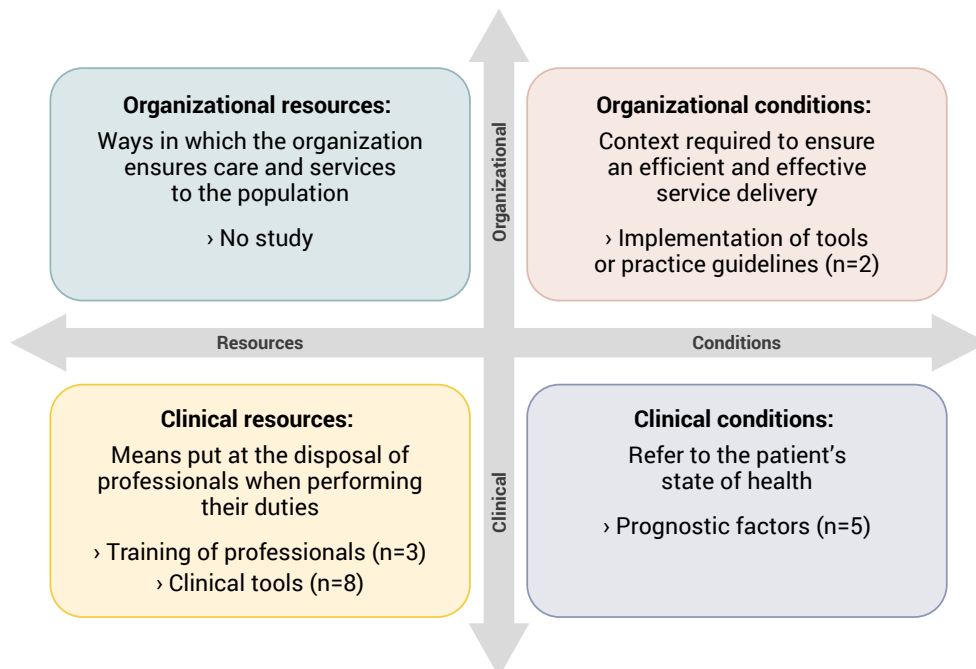 Organizational resources:
Ways in which the organization
ensures care and services
to the population
› No study
Organizational
Organizational conditions:
Context required to ensure
an efficient and effective
service delivery
› Implementation of tools
or practice guidelines (n=2)
Resources
Conditions
Clinical resources:
Means put at the disposal of
professionals when performing
their duties
› Training of professionals (n=3)
› Clinical tools (n=8)
Clinical
Clinical conditions:
Refer to the patient’s
state of health
› Prognostic factors (n=5)